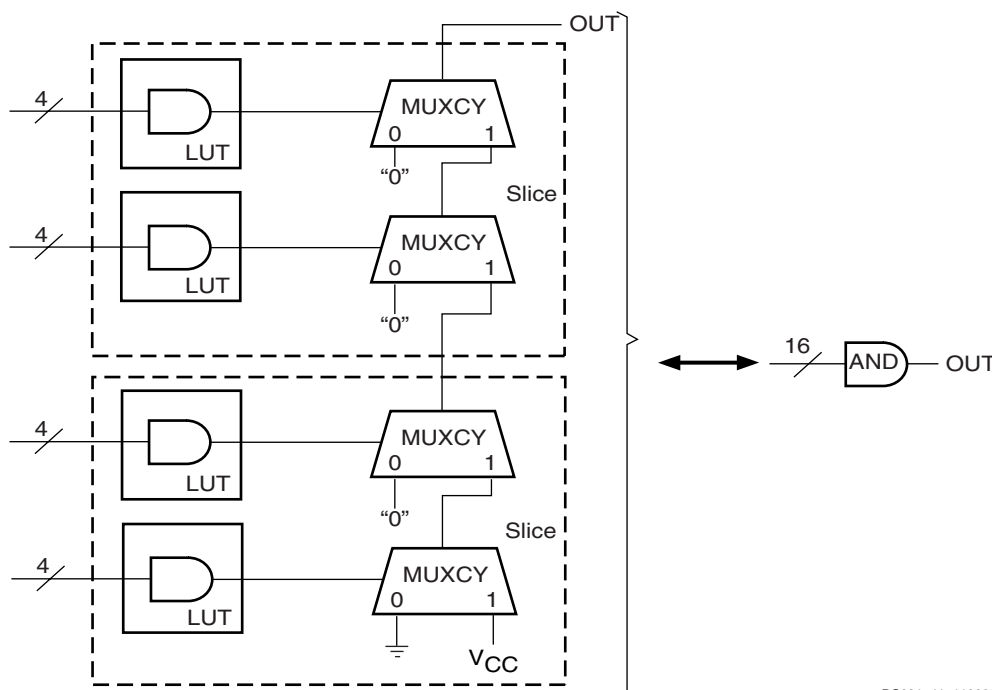 OUT
4
LUT
MUXCY
0 1
“0”
Slice
4
LUT
MUXCY
0 1
“0”
16
AND
OUT
4
LUT
MUXCY
0 1
“0”
Slice
4
LUT
MUXCY
0 1
VCC